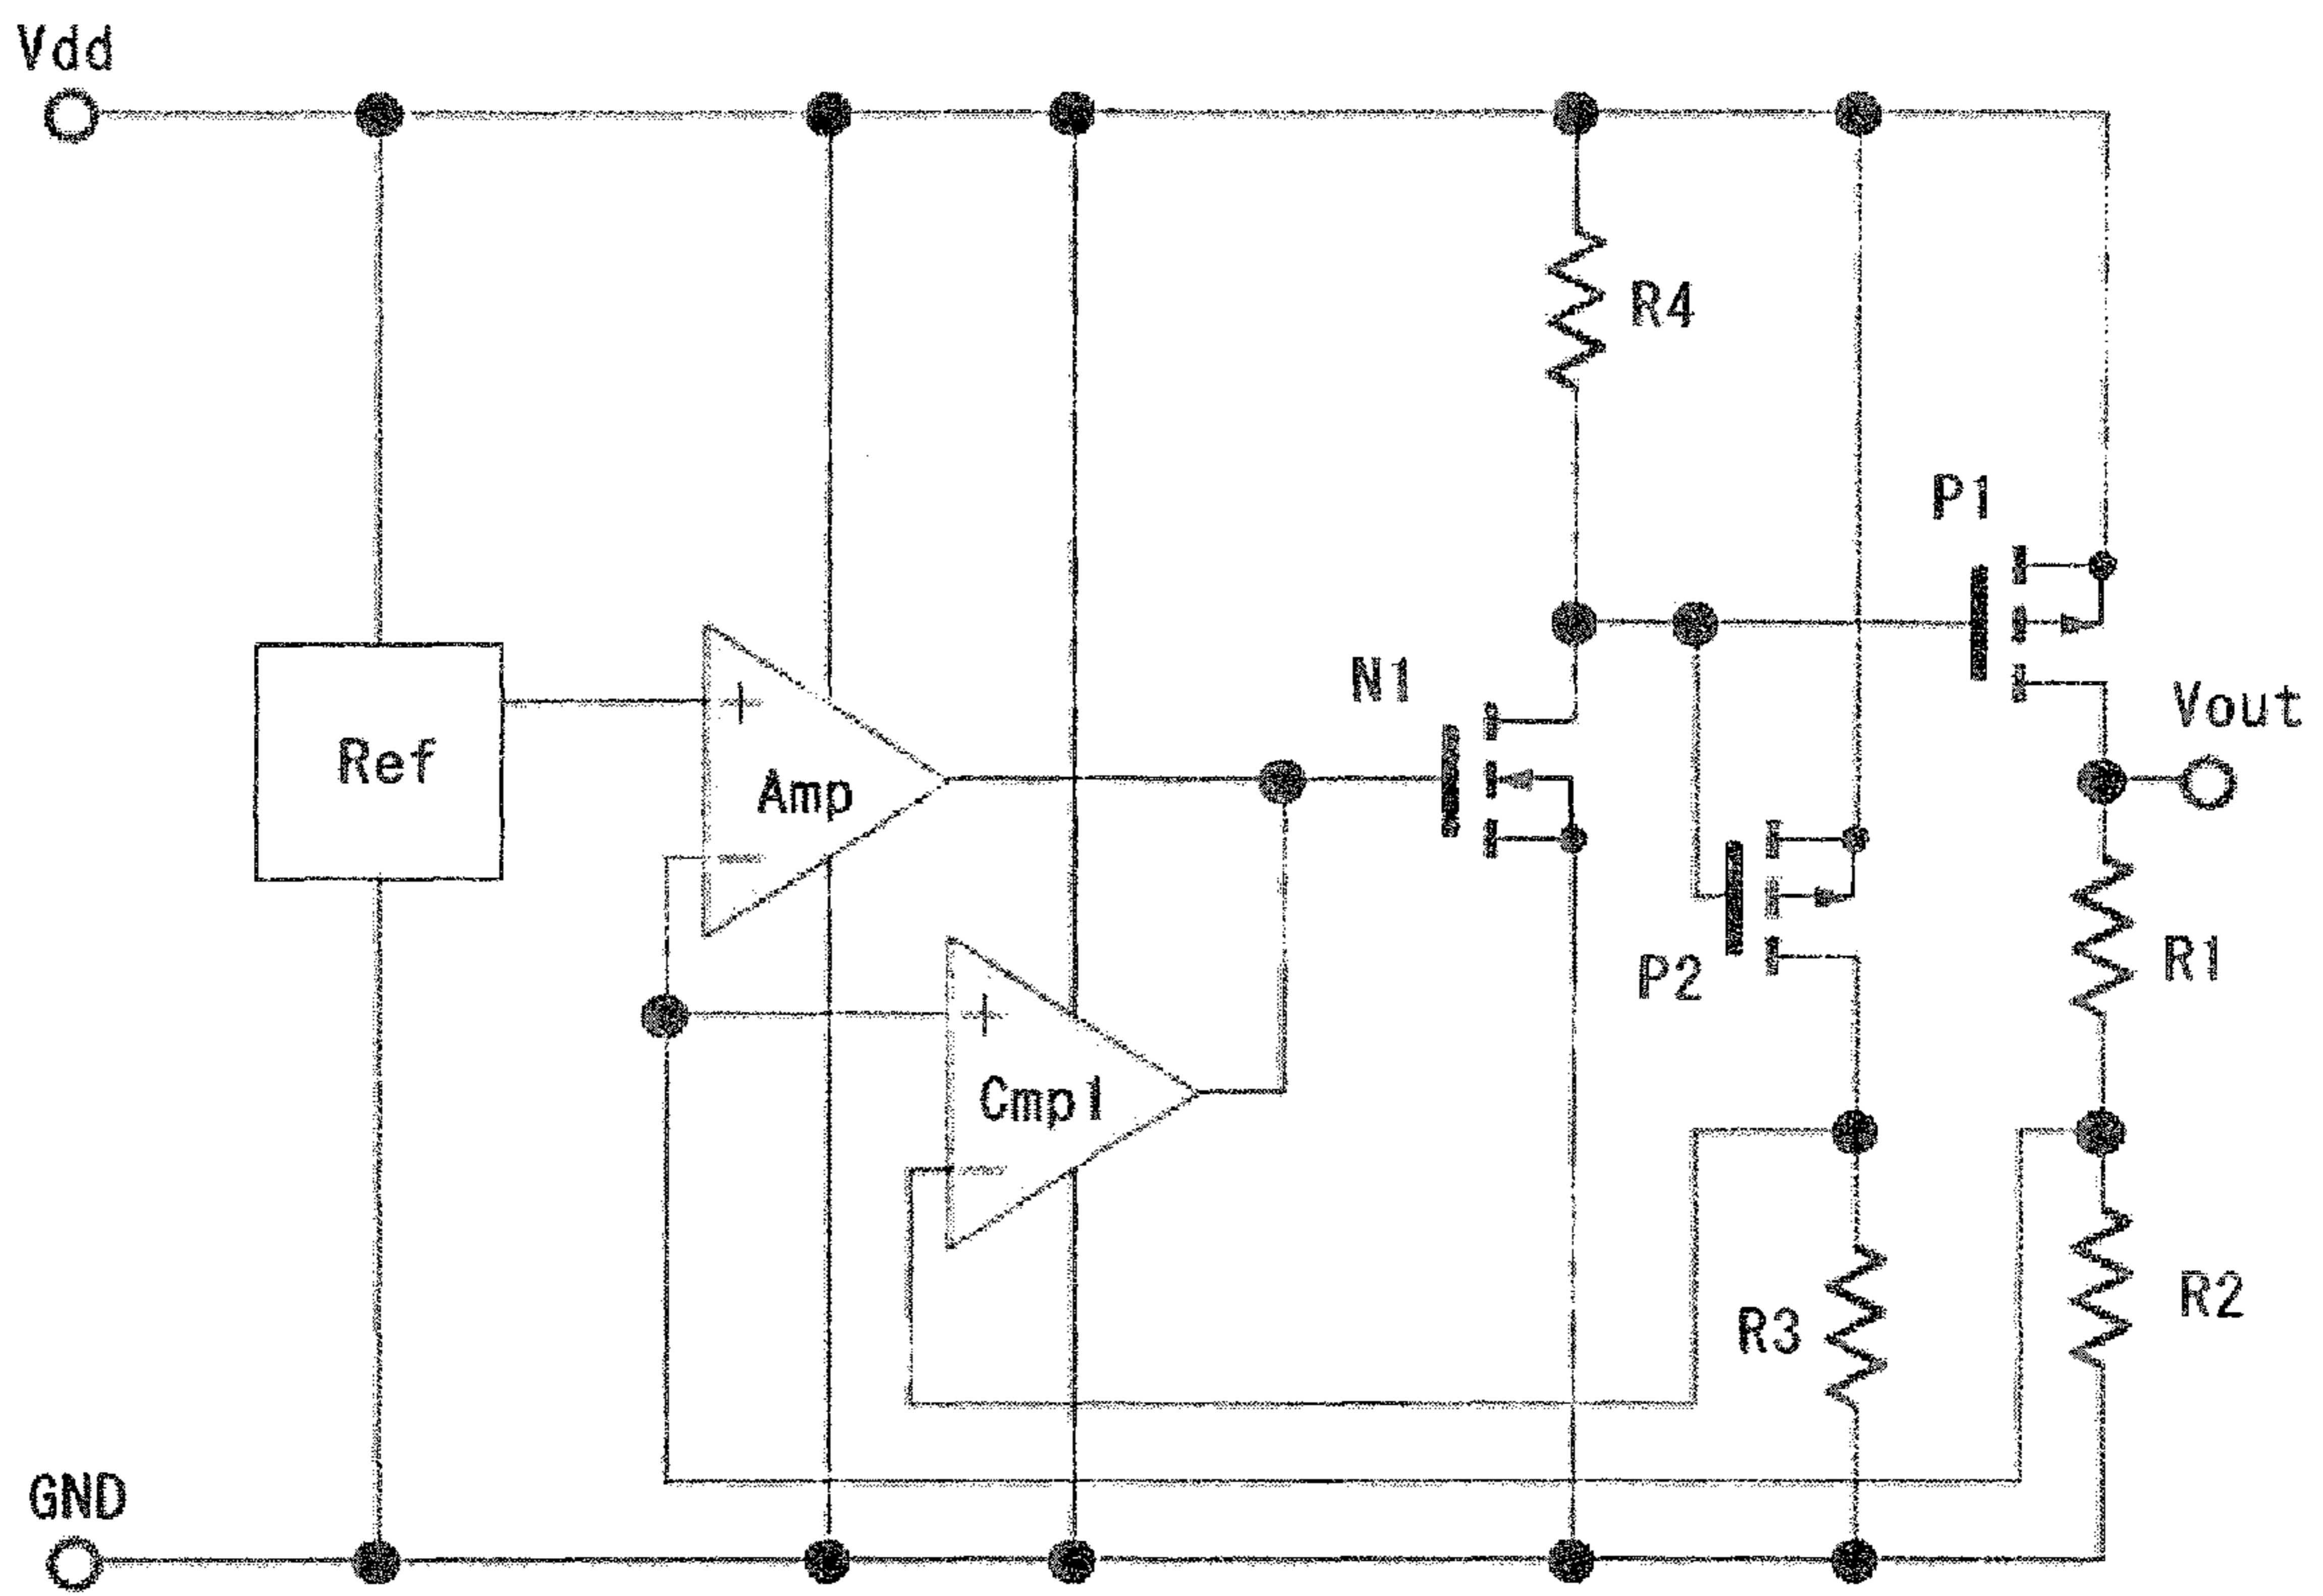 Vdd
R4
P1
N1
Vout
Ref
+
Amp
−
P2
R1
+
Cmp1
−
R3
R2
GND